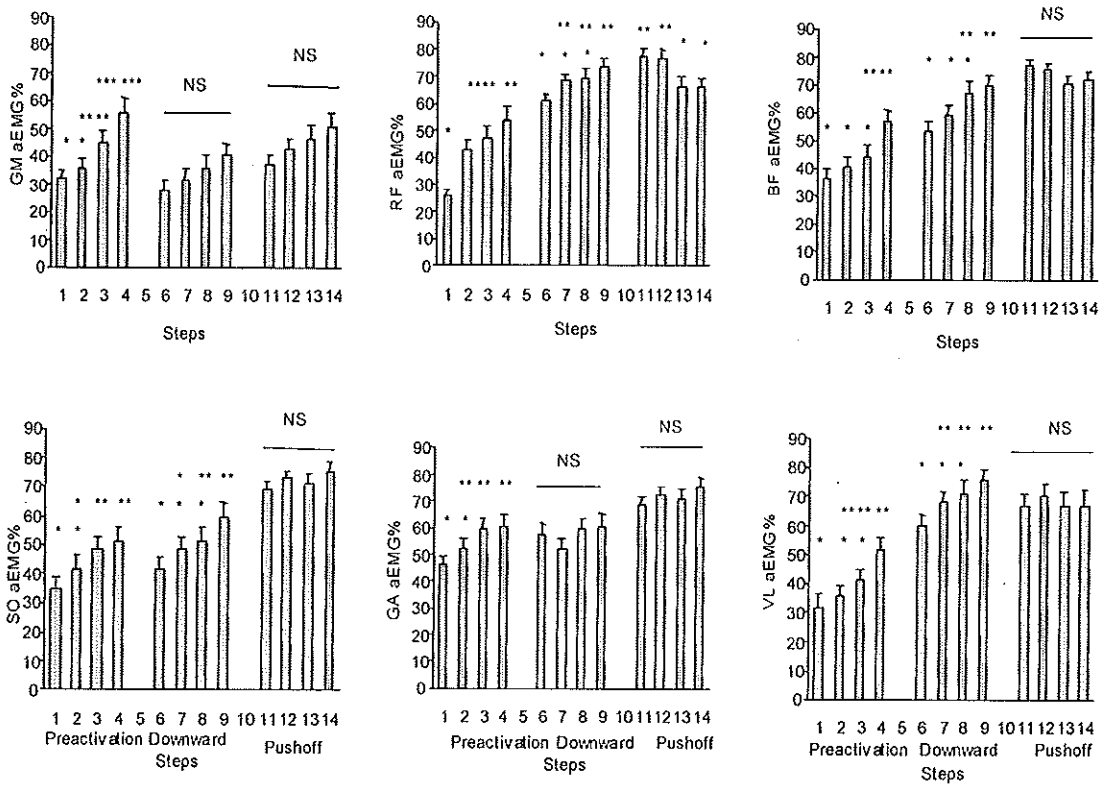 GM aEMG%
90
80
70
60
50
40
30
20
10
0
* * ** ** *** ***
NS
NS
1 2 3 4 5 6 7 8 9 10 11 12 13 14
Steps
RF aEMG%
90
80
70
60
50
40
30
20
10
0
* **** ** * ** * ** * ** ** ** * *
1 2 3 4 5 6 7 8 9 10 11 12 13 14
Steps
BF aEMG%
90
80
70
60
50
40
30
20
10
0
* * * ** ** * * ** * **
NS
1 2 3 4 5 6 7 8 9 10 11 12 13 14
Steps
SO aEMG%
90
80
70
60
50
40
30
20
10
0
* * * ** ** * * * ** * **
NS
1 2 3 4 5 6 7 8 9 10 11 12 13 14
Preactivation Downward Pushoff
Steps
GA aEMG%
90
80
70
60
50
40
30
20
10
0
* ** * ** **
NS
NS
1 2 3 4 5 6 7 8 9 10 11 12 13 14
Preactivation Downward Pushoff
Steps
VL aEMG%
90
80
70
60
50
40
30
20
10
0
* ** * ** * ** * ** * ** * **
NS
1 2 3 4 5 6 7 8 9 10 11 12 13 14
Preactivation Downward Pushoff
Steps